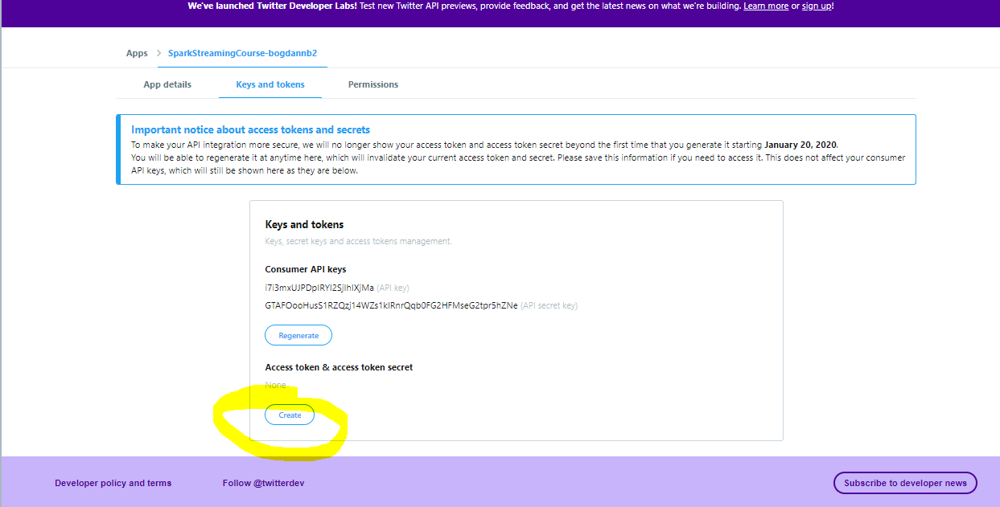 We've launched Twitter Developer Labs! Test new Twitter API previews, provide feedback, and get the latest news on what we're building. Learn more or sign up!
Apps > SparkStreamingCourse-bogdannb2
App details Keys and tokens Permissions
Important notice about access tokens and secrets
To make your API integration more secure, we will no longer show your access token and access token secret beyond the first time that you generate it starting January 20, 2020.
You will be able to regenerate it at anytime here, which will invalidate your current access token and secret. Please save this information if you need to access it. This does not affect your consumer
API keys, which will still be shown here as they are below.
Keys and tokens
Keys, secret keys and access tokens management.
Consumer API keys
(API key)
(API secret key)
Regenerate
Access token & access token secret
None
Create
Developer policy and terms Follow @twitterdev Subscribe to developer news